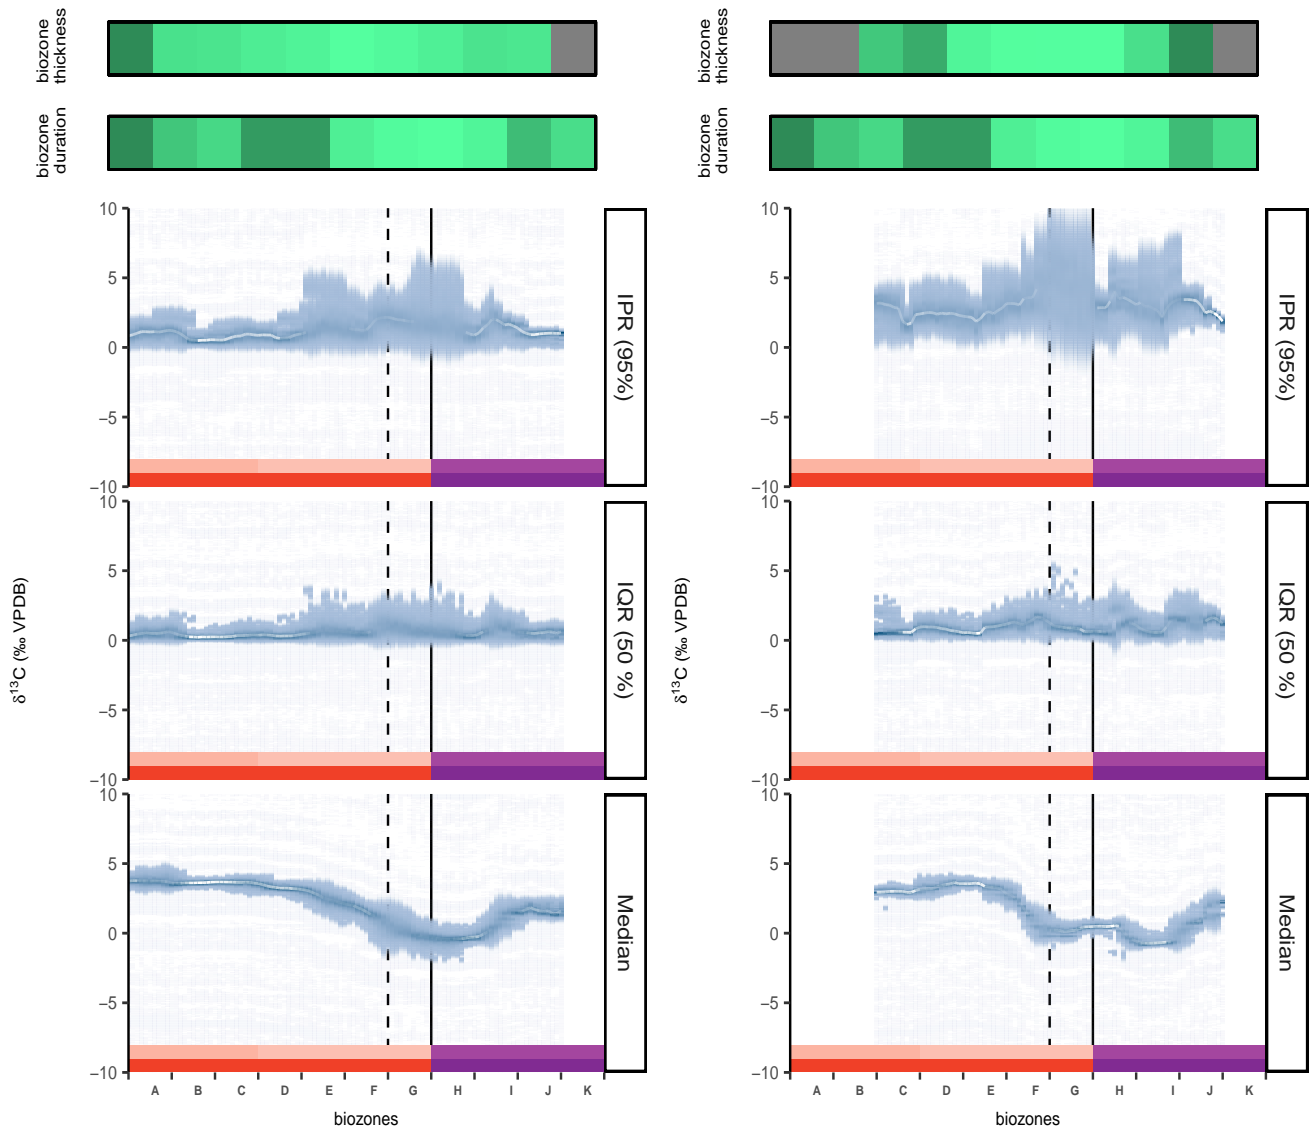 biozone
thickness
biozone
thickness
biozone
duration
biozone
duration
10
5
0
−5
−10
IPR (95%)
10
5
0
−5
−10
IPR (95%)
10
5
0
−5
−10
IQR (50 %)
10
5
0
−5
−10
IQR (50 %)
δ¹³C (‰ VPDB)
δ¹³C (‰ VPDB)
10
5
0
−5
−10
Median
10
5
0
−5
−10
Median
A B C D E F G H I J K
A B C D E F G H I J K
biozones
biozones